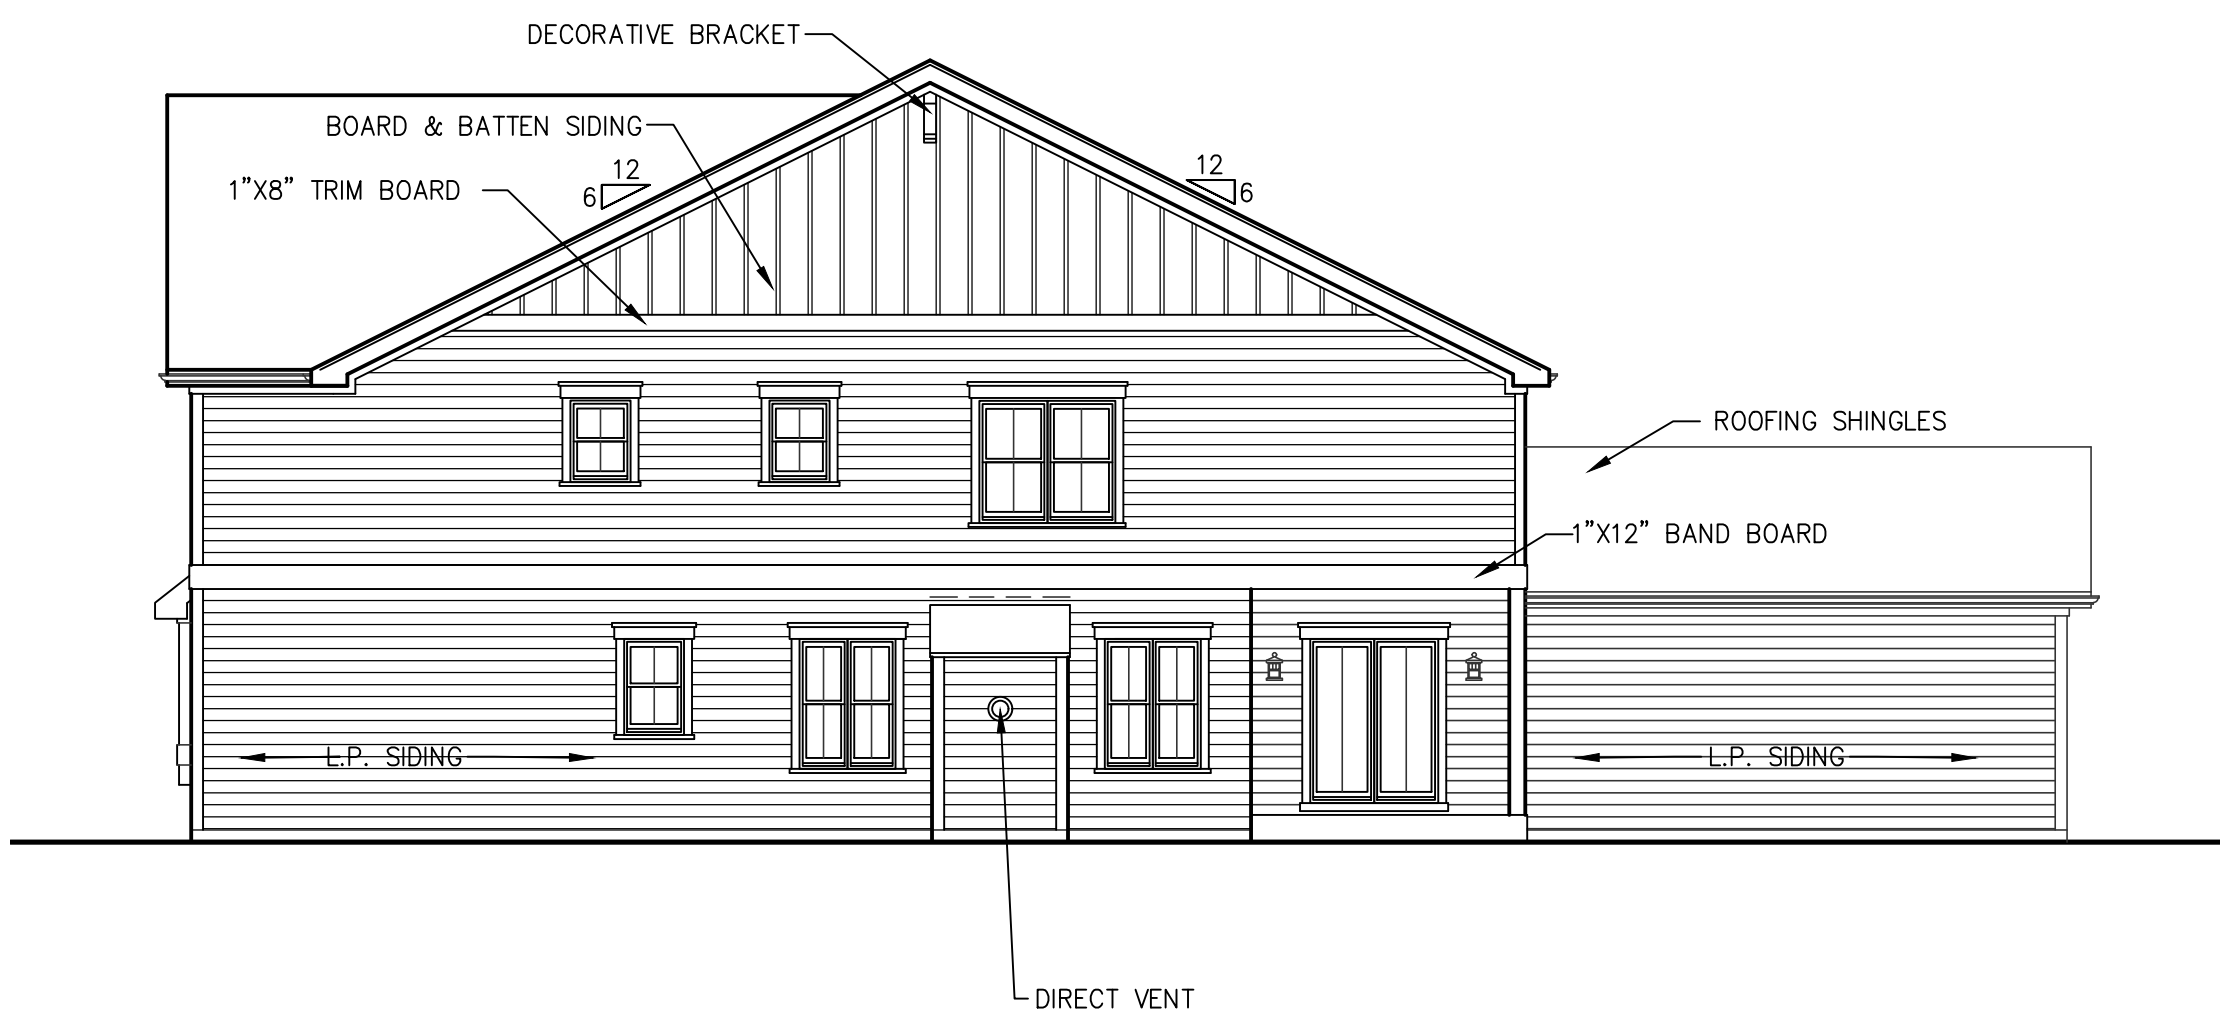 DECORATIVE BRACKET
BOARD & BATTEN SIDING
12
6
12
6
1”X8” TRIM BOARD
ROOFING SHINGLES
1”X12” BAND BOARD
L.P. SIDING
L.P. SIDING
DIRECT VENT